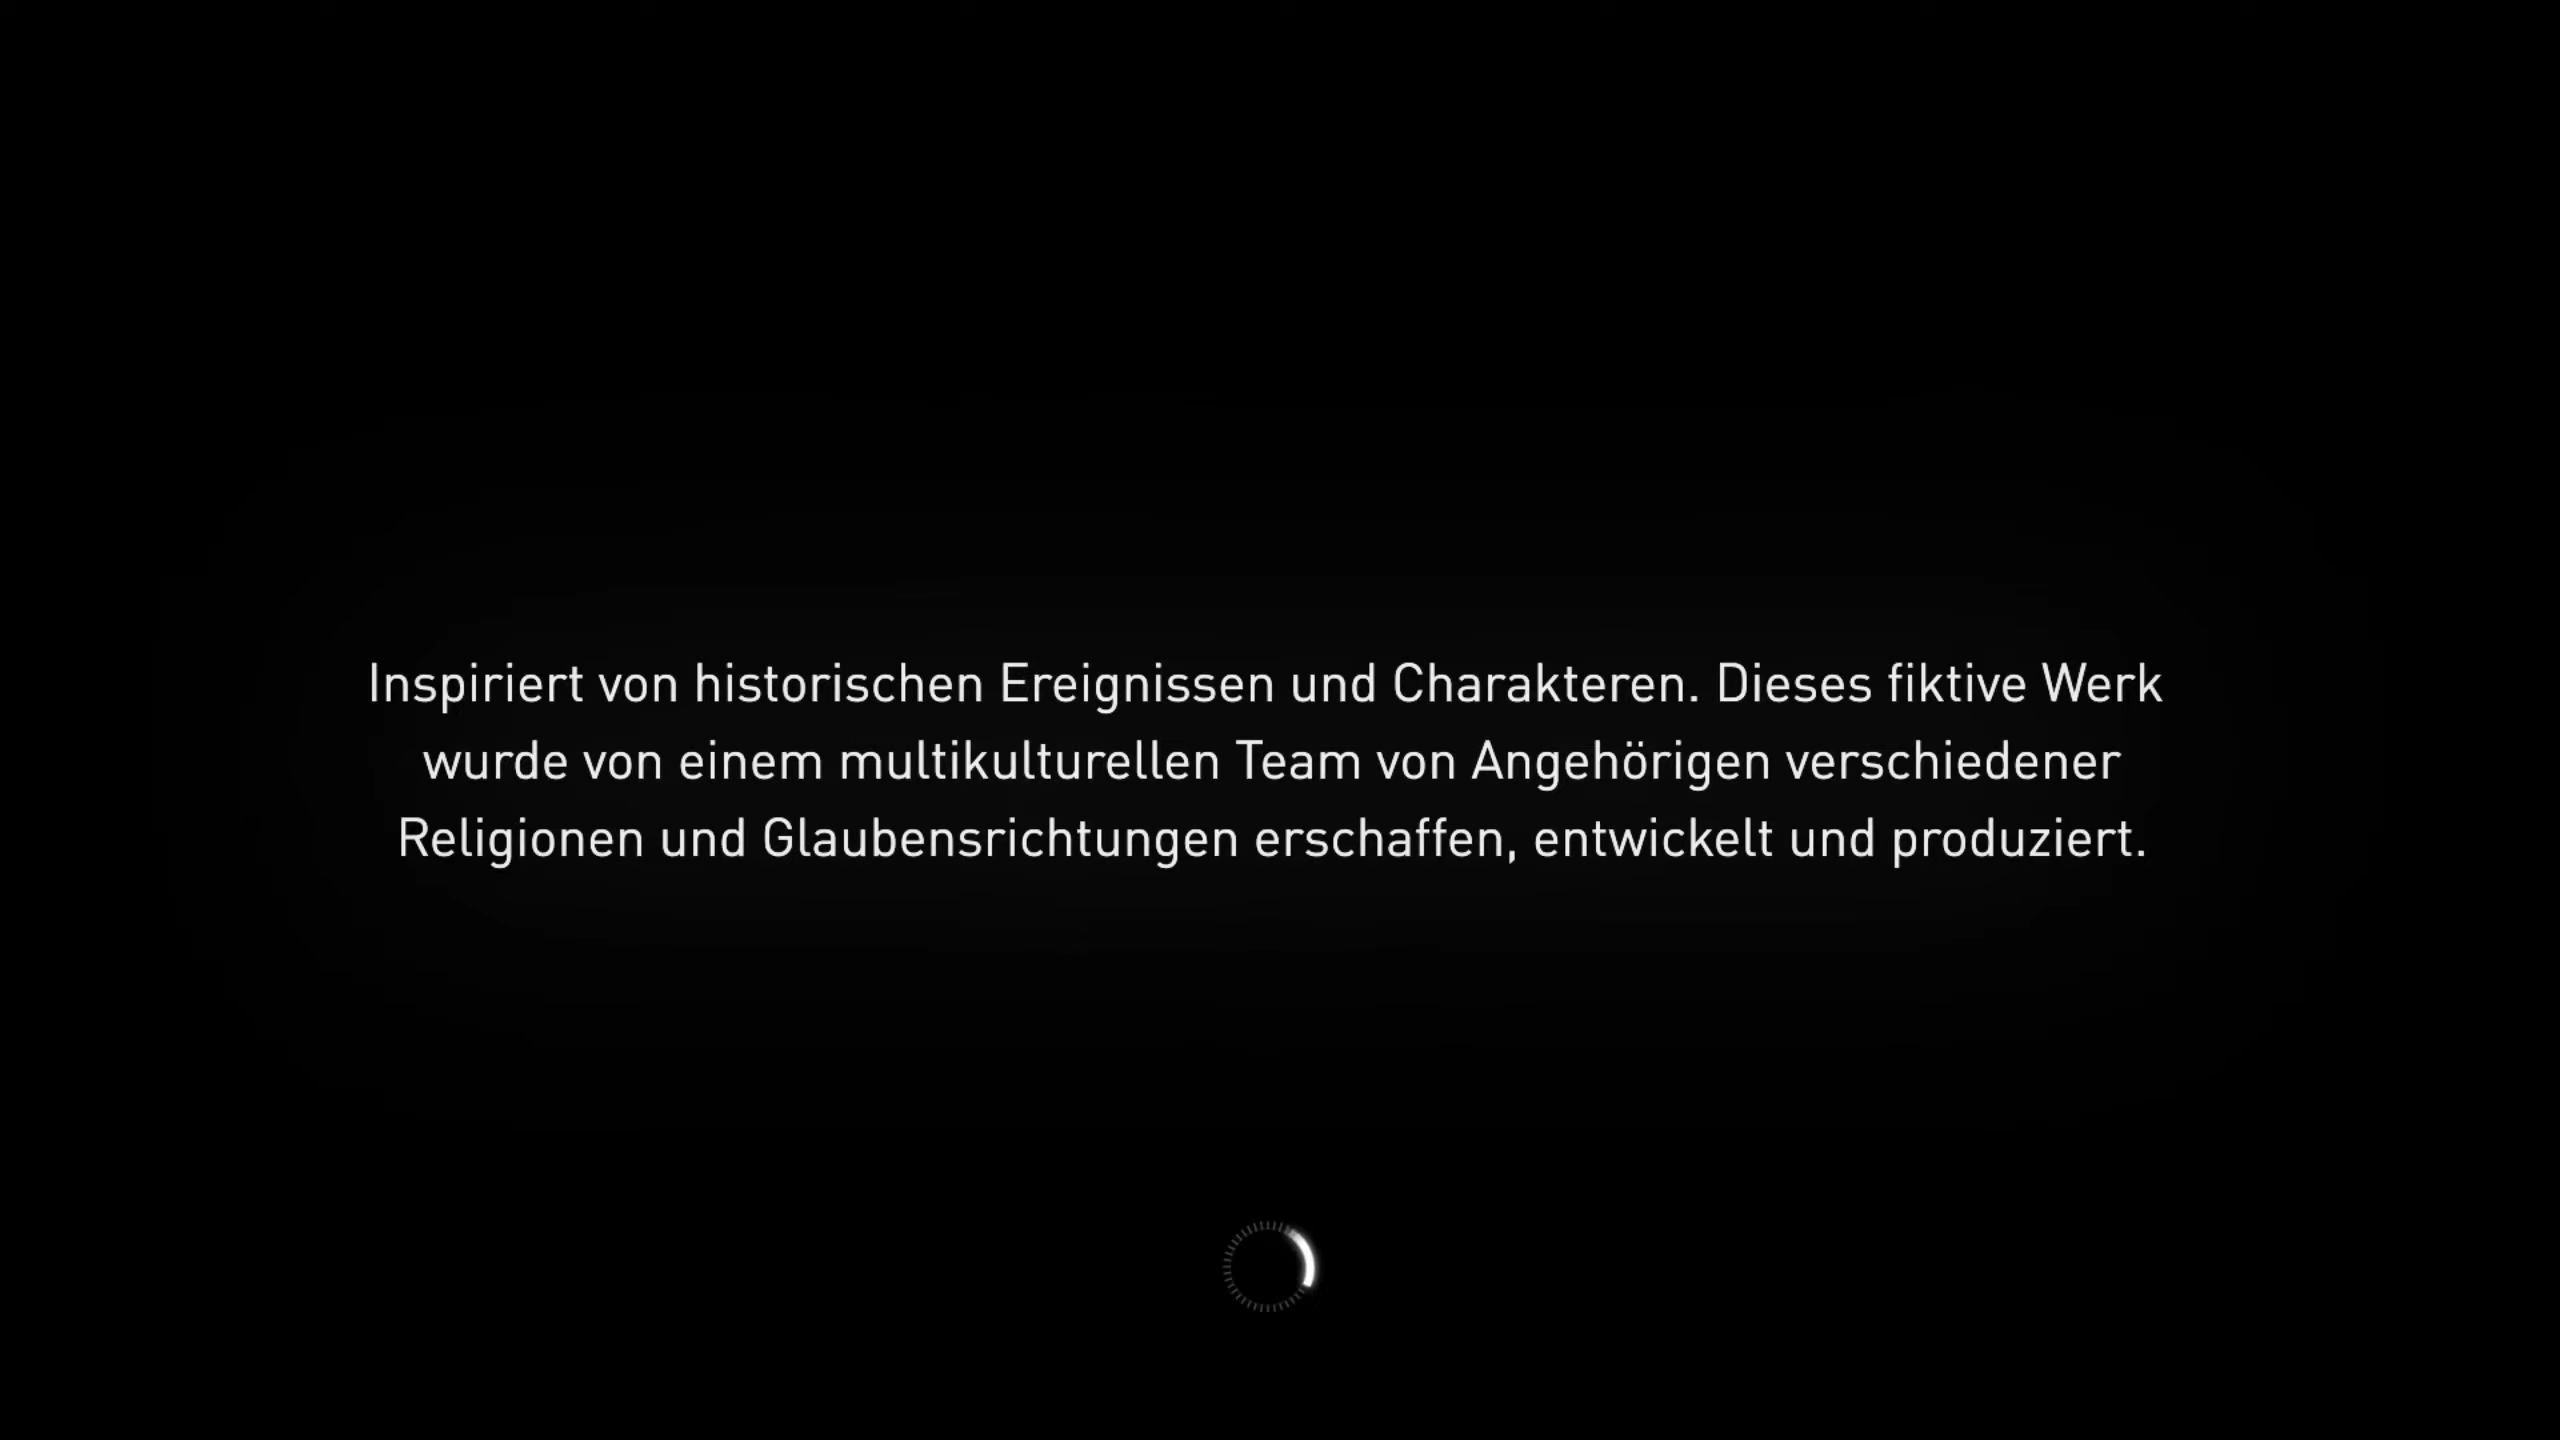 Inspiriert von historischen Ereignissen und Charakteren. Dieses fiktive Werk
wurde von einem multikulturellen Team von Angehörigen verschiedener
Religionen und Glaubensrichtungen erschaffen, entwickelt und produziert.